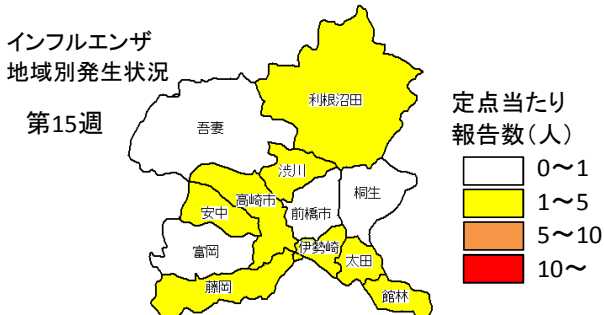 インフルエンザ
地域別発生状況
第15週
利根沼田
吾妻
渋川
高崎市
桐生
安中
前橋市
富岡
伊勢崎
太田
藤岡
館林
定点当たり
報告数（人）
0～1
1～5
5～10
10～